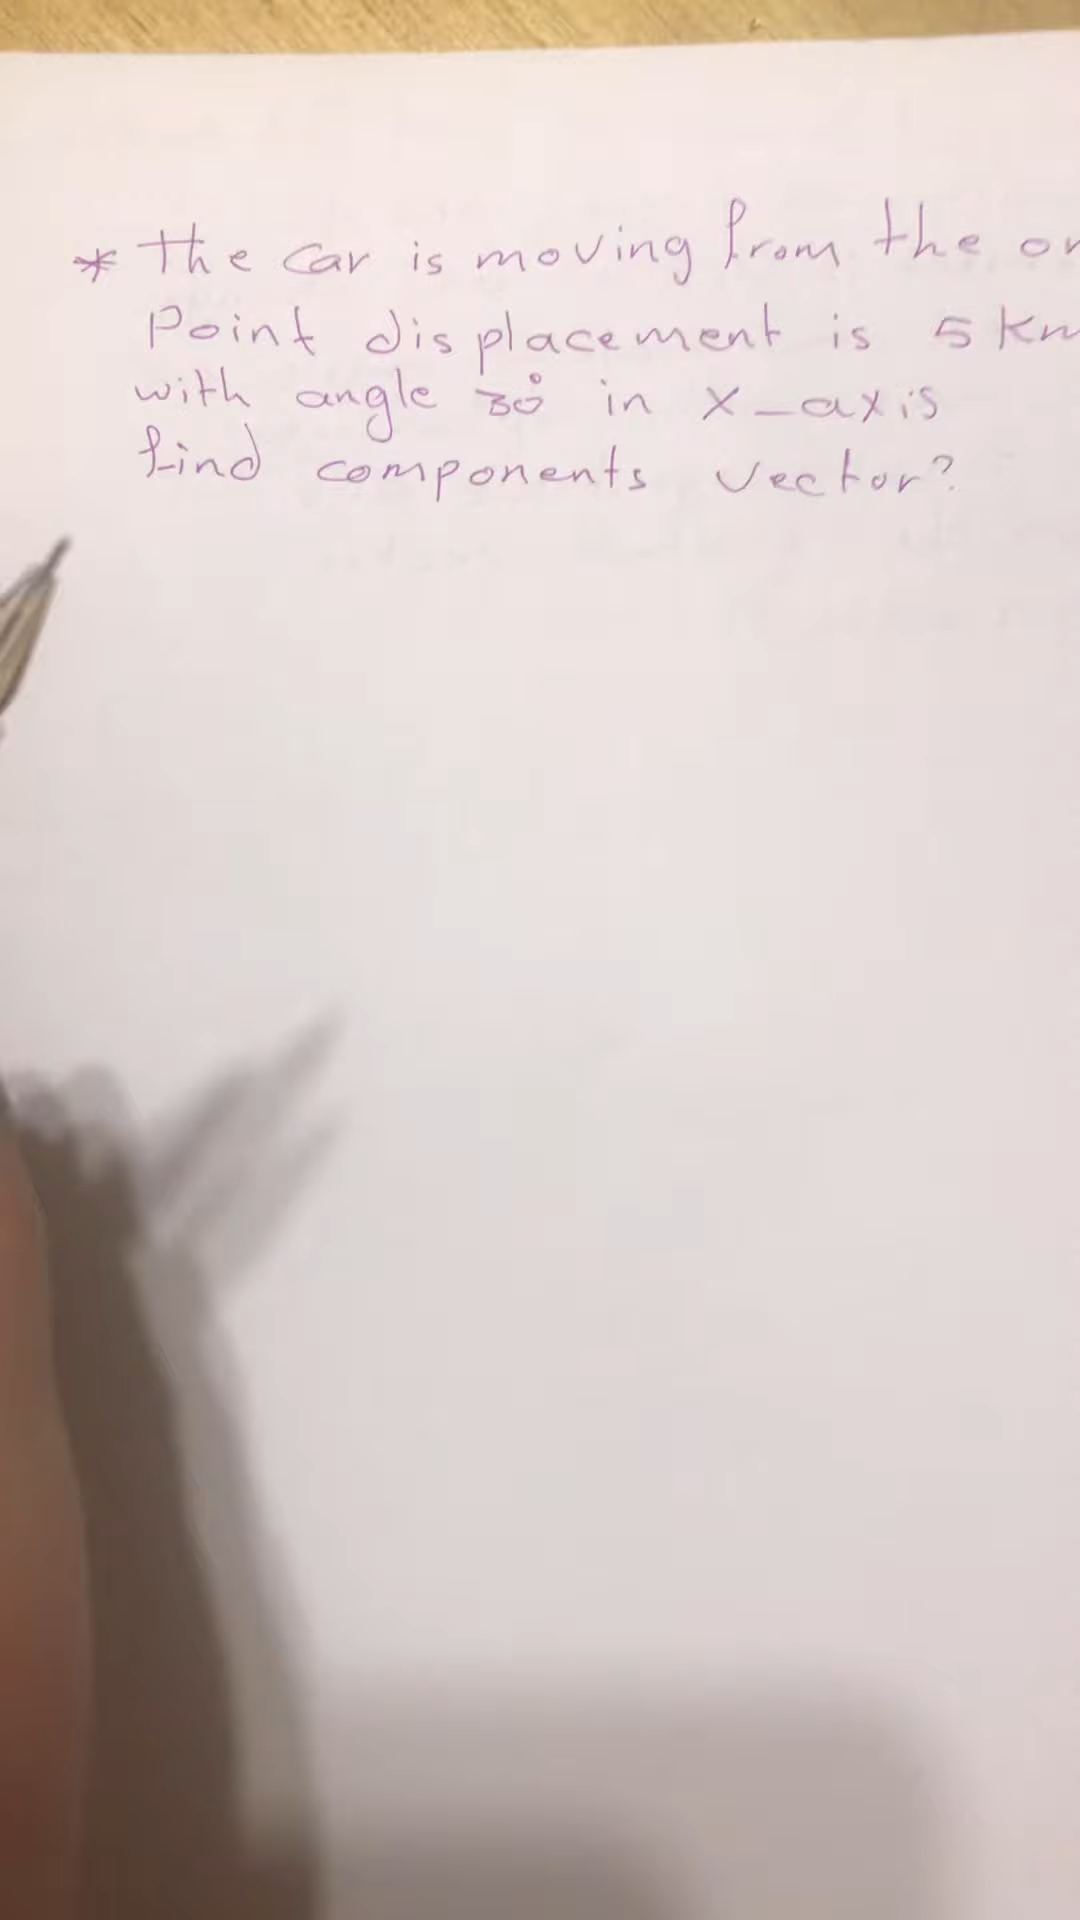 * The car is moving from the or
Point displacement is 5 Km
with angle 30° in x-axis
find components vector?